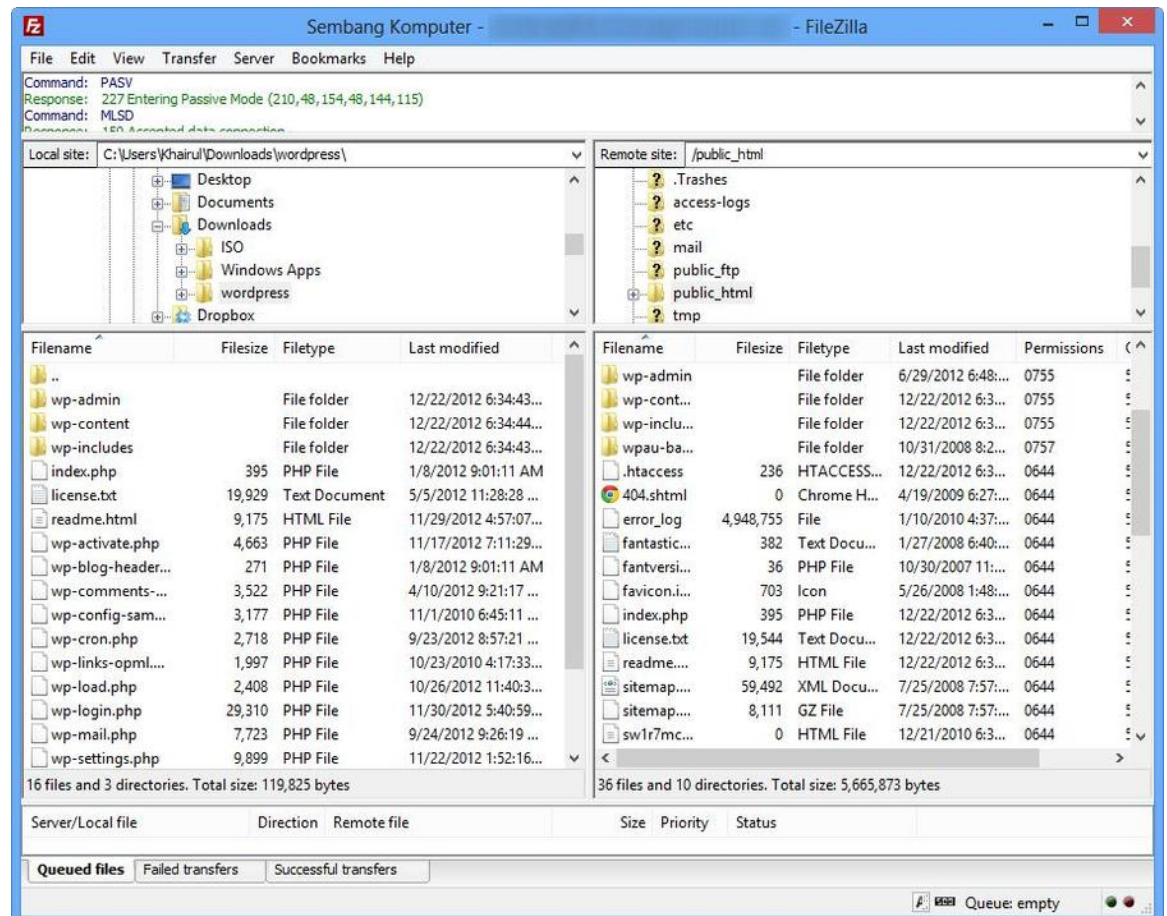 Sembang Komputer - - FileZilla
File Edit View Transfer Server Bookmarks Help
Command: PASV
Response: 227 Entering Passive Mode (210,48,154,48,144,115)
Command: MLSD
Response: 150 Accepted data connection
Local site: C:\Users\Khairul\Downloads\wordpress\
Desktop
Documents
Downloads
ISO
Windows Apps
wordpress
Dropbox
Remote site: /public_html
.Trashes
access-logs
etc
mail
public_ftp
public_html
tmp
Filename Filesize Filetype Last modified
..
wp-admin File folder 12/22/2012 6:34:43...
wp-content File folder 12/22/2012 6:34:44...
wp-includes File folder 12/22/2012 6:34:43...
index.php 395 PHP File 1/8/2012 9:01:11 AM
license.txt 19,929 Text Document 5/5/2012 11:28:28 ...
readme.html 9,175 HTML File 11/29/2012 4:57:07...
wp-activate.php 4,663 PHP File 11/17/2012 7:11:29...
wp-blog-header... 271 PHP File 1/8/2012 9:01:11 AM
wp-comments-... 3,522 PHP File 4/10/2012 9:21:17 ...
wp-config-sam... 3,177 PHP File 11/1/2010 6:45:11 ...
wp-cron.php 2,718 PHP File 9/23/2012 8:57:21 ...
wp-links-opml.... 1,997 PHP File 10/23/2010 4:17:33...
wp-load.php 2,408 PHP File 10/26/2012 11:40:3...
wp-login.php 29,310 PHP File 11/30/2012 5:40:59...
wp-mail.php 7,723 PHP File 9/24/2012 9:26:19 ...
wp-settings.php 9,899 PHP File 11/22/2012 1:52:16...
16 files and 3 directories. Total size: 119,825 bytes
Filename Filesize Filetype Last modified Permissions
wp-admin File folder 6/29/2012 6:48:... 0755
wp-cont... File folder 12/22/2012 6:3... 0755
wp-inclu... File folder 12/22/2012 6:3... 0755
wpau-ba... File folder 10/31/2008 8:2... 0757
.htaccess 236 HTACCESS... 12/22/2012 6:3... 0644
404.shtml 0 Chrome H... 4/19/2009 6:27:... 0644
error_log 4,948,755 File 1/10/2010 4:37:... 0644
fantastic... 382 Text Docu... 1/27/2008 6:40:... 0644
fantversi... 36 PHP File 10/30/2007 11:... 0644
favicon.i... 703 Icon 5/26/2008 1:48:... 0644
index.php 395 PHP File 12/22/2012 6:3... 0644
license.txt 19,544 Text Docu... 12/22/2012 6:3... 0644
readme.... 9,175 HTML File 12/22/2012 6:3... 0644
sitemap.... 59,492 XML Docu... 7/25/2008 7:57:... 0644
sitemap.... 8,111 GZ File 7/25/2008 7:57:... 0644
sw1r7mc... 0 HTML File 12/21/2010 6:3... 0644
36 files and 10 directories. Total size: 5,665,873 bytes
Server/Local file Direction Remote file Size Priority Status
Queued files Failed transfers Successful transfers
Queue: empty